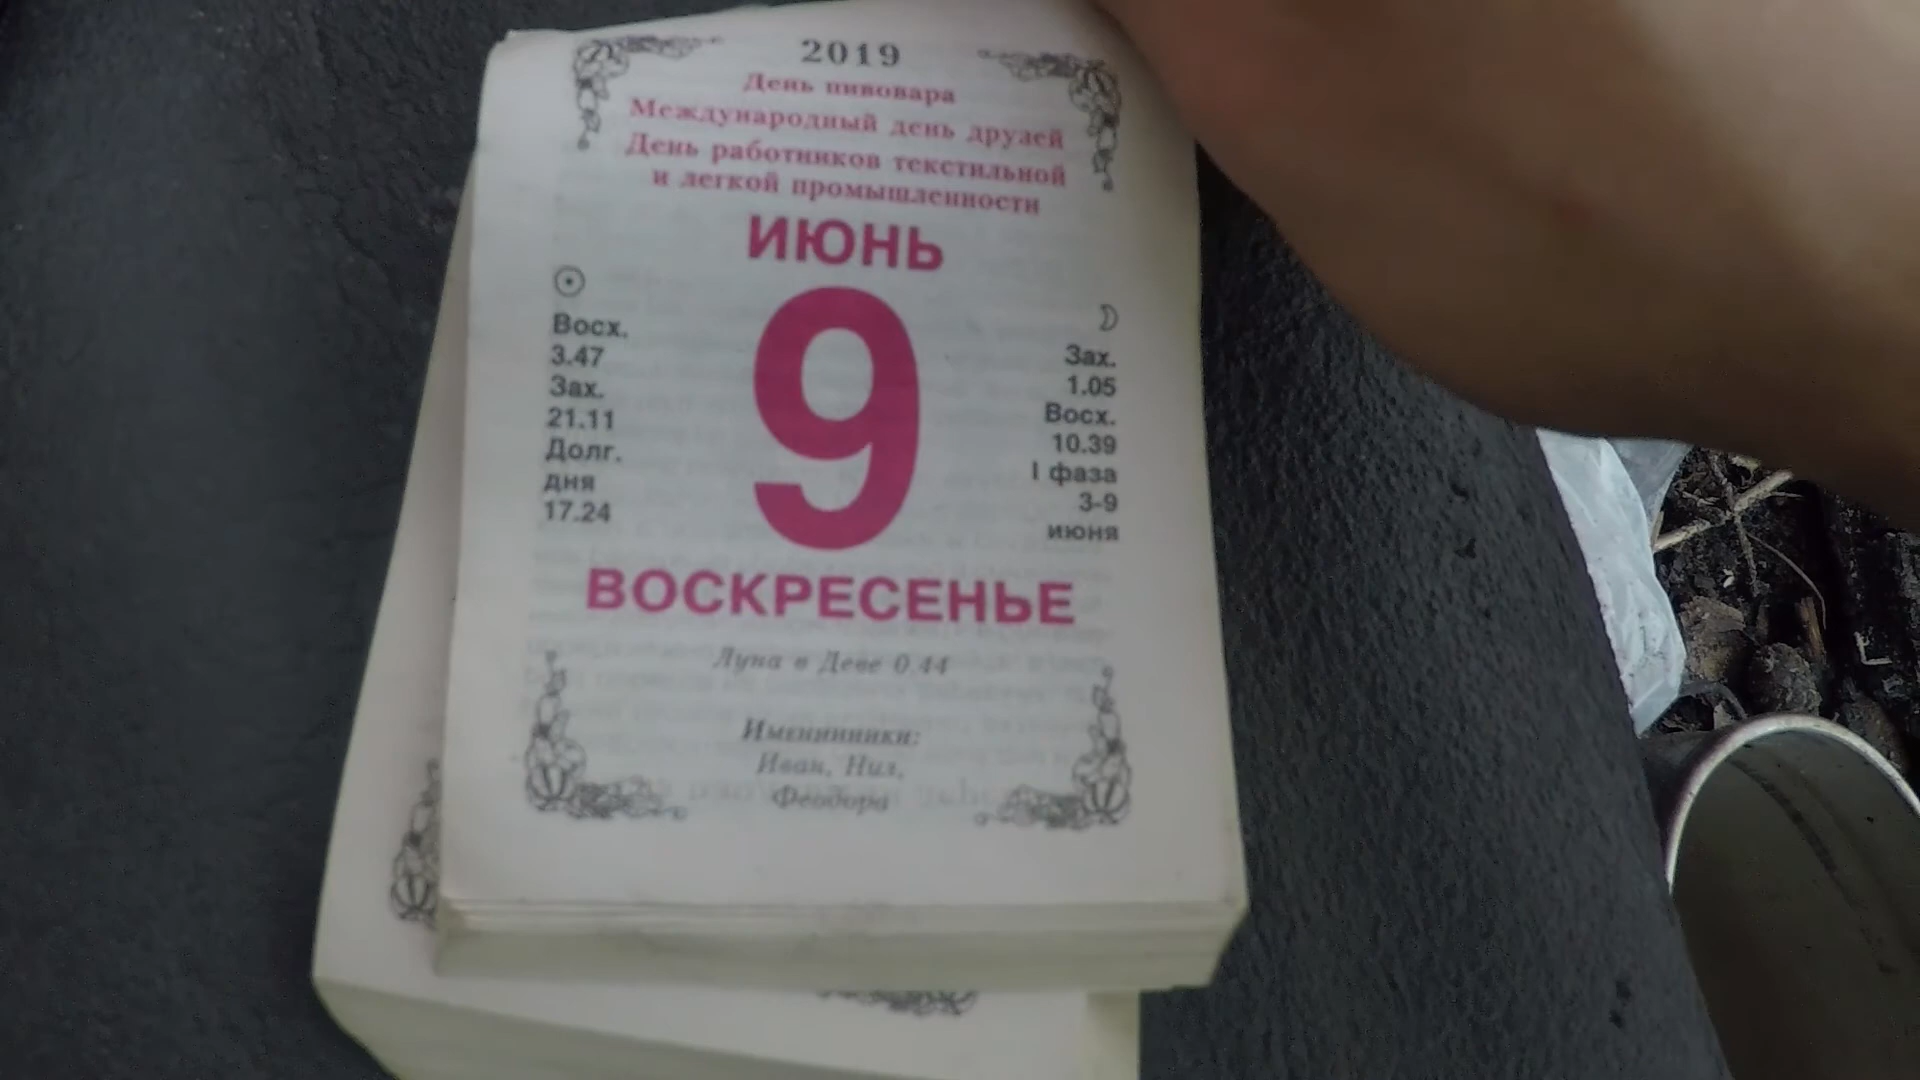 2019
День пивовара
Международный день друзей
День работников текстильной
и легкой промышленности
ИЮНЬ
Восх.
3.47
Зах.
21.11
Долг.
дня
17.24
9
Зах.
1.05
Восх.
10.39
I фаза
3-9
июня
ВОСКРЕСЕНЬЕ
Луна в Деве 0.44
Именинники:
Иван, Нил,
Феодора